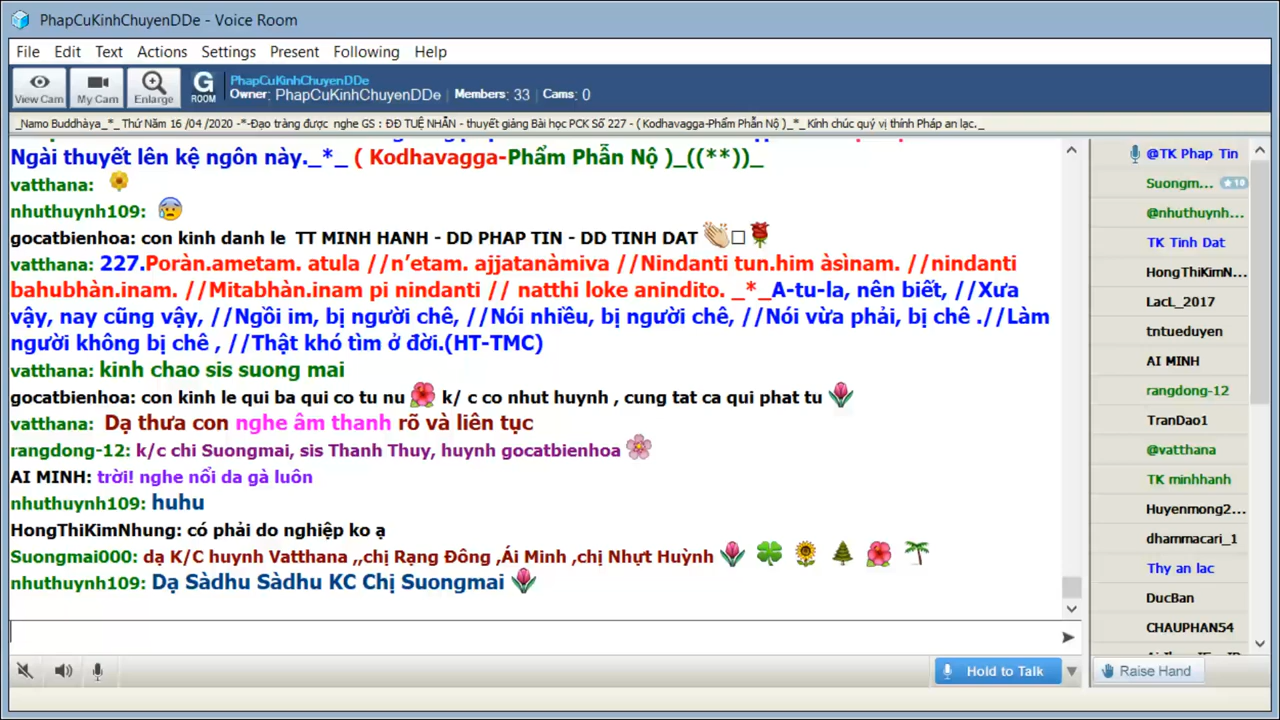 PhapCuKinhChuyenDDe - Voice Room
File Edit Text Actions Settings Present Following Help
View Cam My Cam Enlarge G ROOM
PhapCuKinhChuyenDDe
Owner: PhapCuKinhChuyenDDe Members: 33 Cams: 0
_Namo Buddhàya_*_ Thứ Năm 16 /04 /2020 -*-Đạo tràng được nghe GS : ĐĐ TUỆ NHẪN - thuyết giảng Bài học PCK Số 227 - ( Kodhavagga-Phẩm Phẫn Nộ )_*_ Kính chúc quý vị thính Pháp an lạc._
Ngài thuyết lên kệ ngôn này._*_ ( Kodhavagga-Phẩm Phẫn Nộ )_((**))_
vatthana:
nhuthuynh109:
gocatbienhoa: con kinh danh le TT MINH HANH - DD PHAP TIN - DD TINH DAT
vatthana: 227.Poràn.ametam. atula //n’etam. ajjatanàmiva //Nindanti tun.him àsìnam. //nindanti
bahubhàn.inam. //Mitabhàn.inam pi nindanti // natthi loke anindito. _*_A-tu-la, nên biết, //Xưa
vậy, nay cũng vậy, //Ngồi im, bị người chê, //Nói nhiều, bị người chê, //Nói vừa phải, bị chê .//Làm
người không bị chê , //Thật khó tìm ở đời.(HT-TMC)
vatthana: kinh chao sis suong mai
gocatbienhoa: con kinh le qui ba qui co tu nu k/ c co nhut huynh , cung tat ca qui phat tu
vatthana: Dạ thưa con nghe âm thanh rõ và liên tục
rangdong-12: k/c chi Suongmai, sis Thanh Thuy, huynh gocatbienhoa
AI MINH: trời! nghe nổi da gà luôn
nhuthuynh109: huhu
HongThiKimNhung: có phải do nghiệp ko ạ
Suongmai000: dạ K/C huynh Vatthana ,,chị Rạng Đông ,Ái Minh ,chị Nhựt Huỳnh
nhuthuynh109: Dạ Sàdhu Sàdhu KC Chị Suongmai
@TK Phap Tin
Suongm... 10
@nhuthuynh...
TK Tinh Dat
HongThiKimN...
LacL_2017
tntueduyen
AI MINH
rangdong-12
TranDao1
@vatthana
TK minhhanh
Huyenmong2...
dhammacari_1
Thy an lac
DucBan
CHAUPHAN54
Hold to Talk
Raise Hand